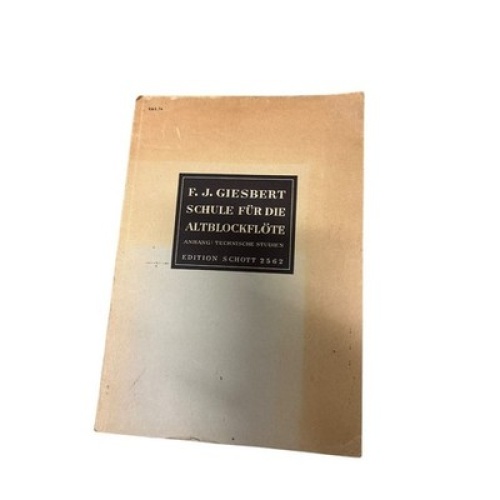 F. J. GIESBERT
SCHULE FÜR DIE
ALTBLOCKFLÖTE
ANHANG: TECHNISCHE STUDIEN
EDITION SCHOTT 2562